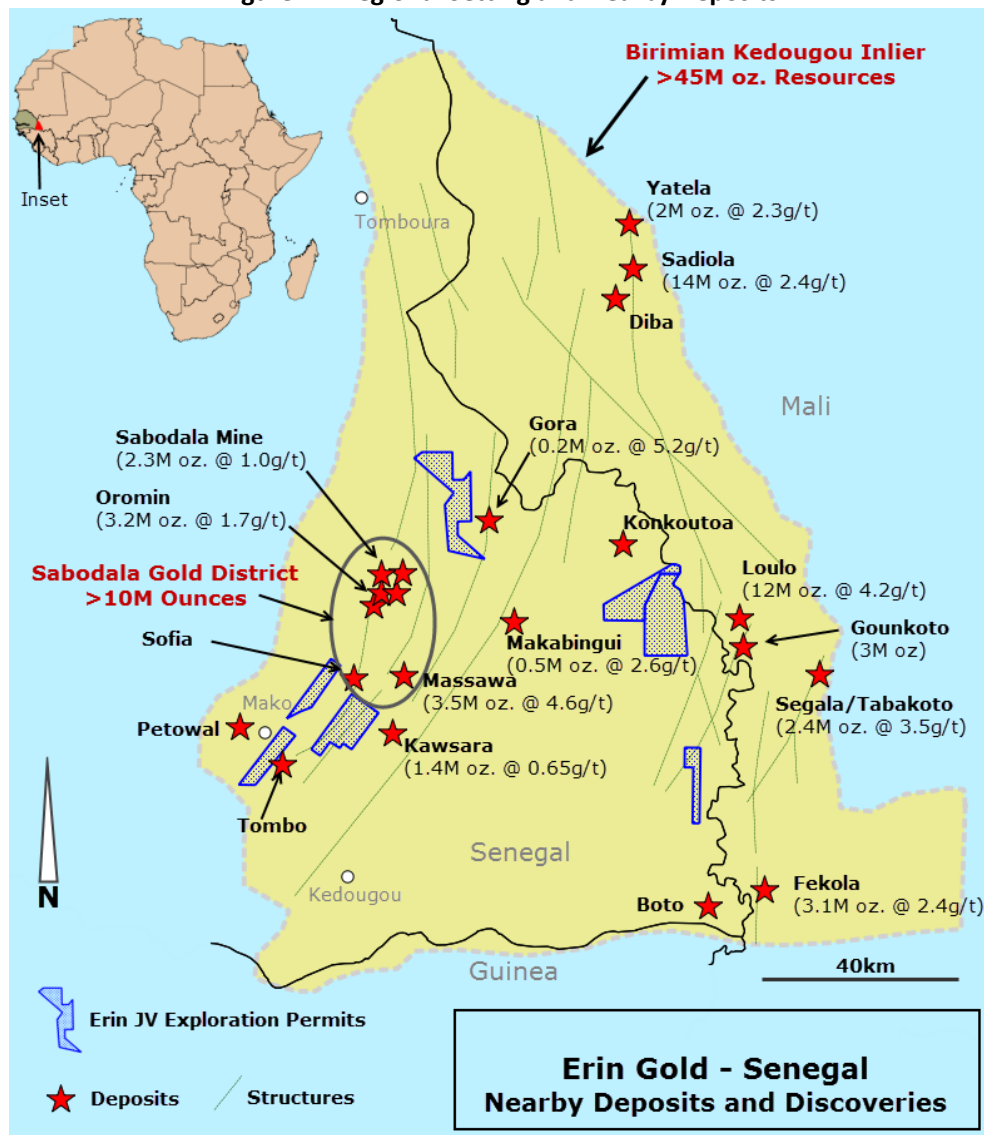 Regional Setting and Nearby Deposits
Birimian Kedougou Inlier
>45M oz. Resources
Inset
Tomboura
Yatela
(2M oz. @ 2.3g/t)
Sadiola
(14M oz. @ 2.4g/t)
Diba
Mali
Gora
(0.2M oz. @ 5.2g/t)
Sabodala Mine
(2.3M oz. @ 1.0g/t)
Oromin
(3.2M oz. @ 1.7g/t)
Konkoutoa
Sabodala Gold District
>10M Ounces
Loulo
(12M oz. @ 4.2g/t)
Gounkoto
(3M oz)
Sofia
Makabingui
(0.5M oz. @ 2.6g/t)
Massawa
(3.5M oz. @ 4.6g/t)
Segala/Tabakoto
(2.4M oz. @ 3.5g/t)
Mako
Petowal
Kawsara
(1.4M oz. @ 0.65g/t)
Tombo
Senegal
N
Kedougou
Boto
Fekola
(3.1M oz. @ 2.4g/t)
Guinea
40km
Erin JV Exploration Permits
Deposits
Structures
Erin Gold - Senegal
Nearby Deposits and Discoveries